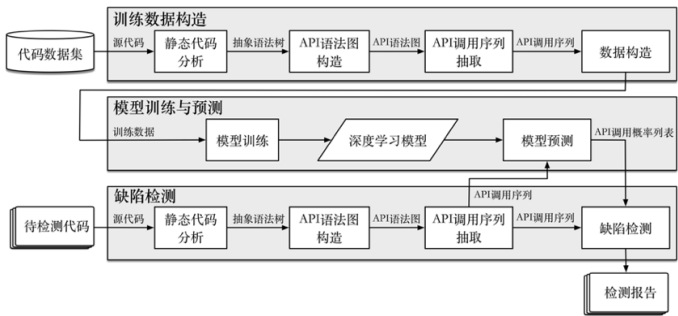 训练数据构造
代码数据集
源代码
静态代码
分析
抽象语法树
API语法图
构造
API语法图
API调用序列
抽取
API调用序列
数据构造
模型训练与预测
训练数据
模型训练
深度学习模型
模型预测
API调用概率列表
API调用序列
缺陷检测
待检测代码
源代码
静态代码
分析
抽象语法树
API语法图
构造
API语法图
API调用序列
抽取
API调用序列
缺陷检测
检测报告